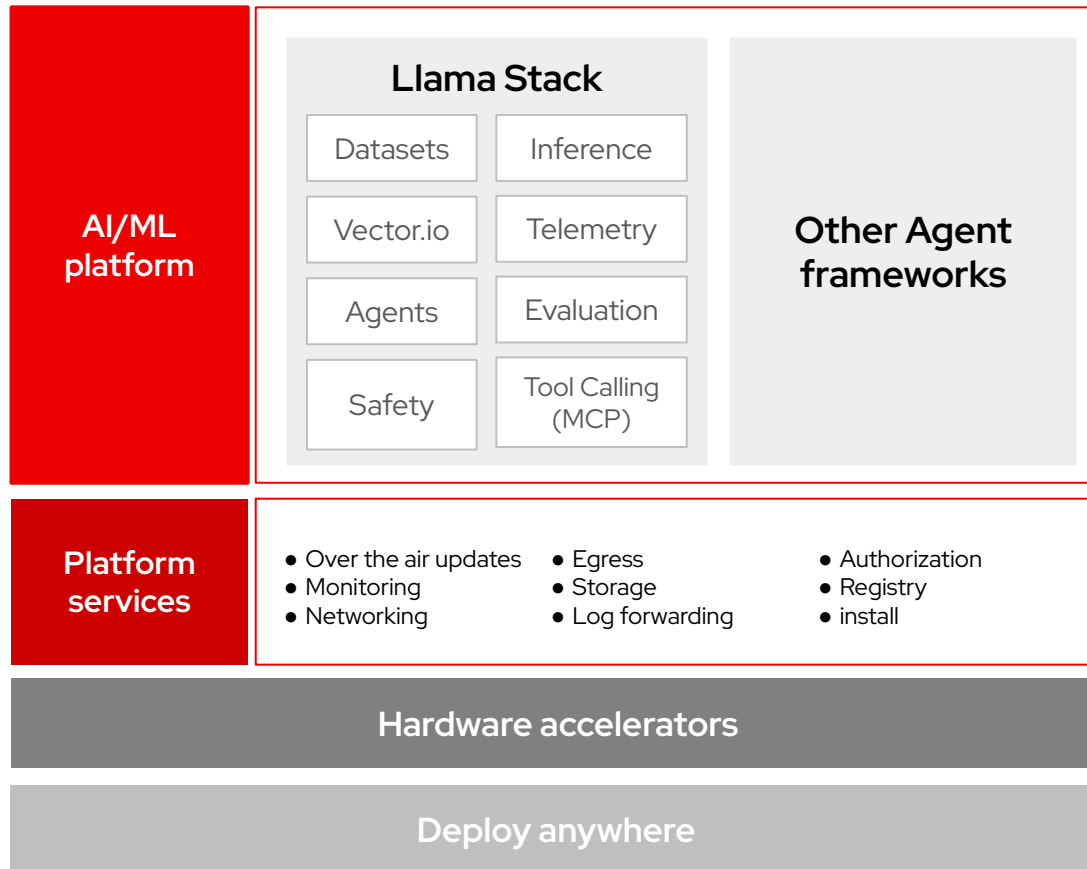 AI/ML
platform
Llama Stack
Datasets
Inference
Vector.io
Telemetry
Agents
Evaluation
Safety
Tool Calling
(MCP)
Other Agent
frameworks
Platform
services
● Over the air updates
● Monitoring
● Networking
● Egress
● Storage
● Log forwarding
● Authorization
● Registry
● install
Hardware accelerators
Deploy anywhere